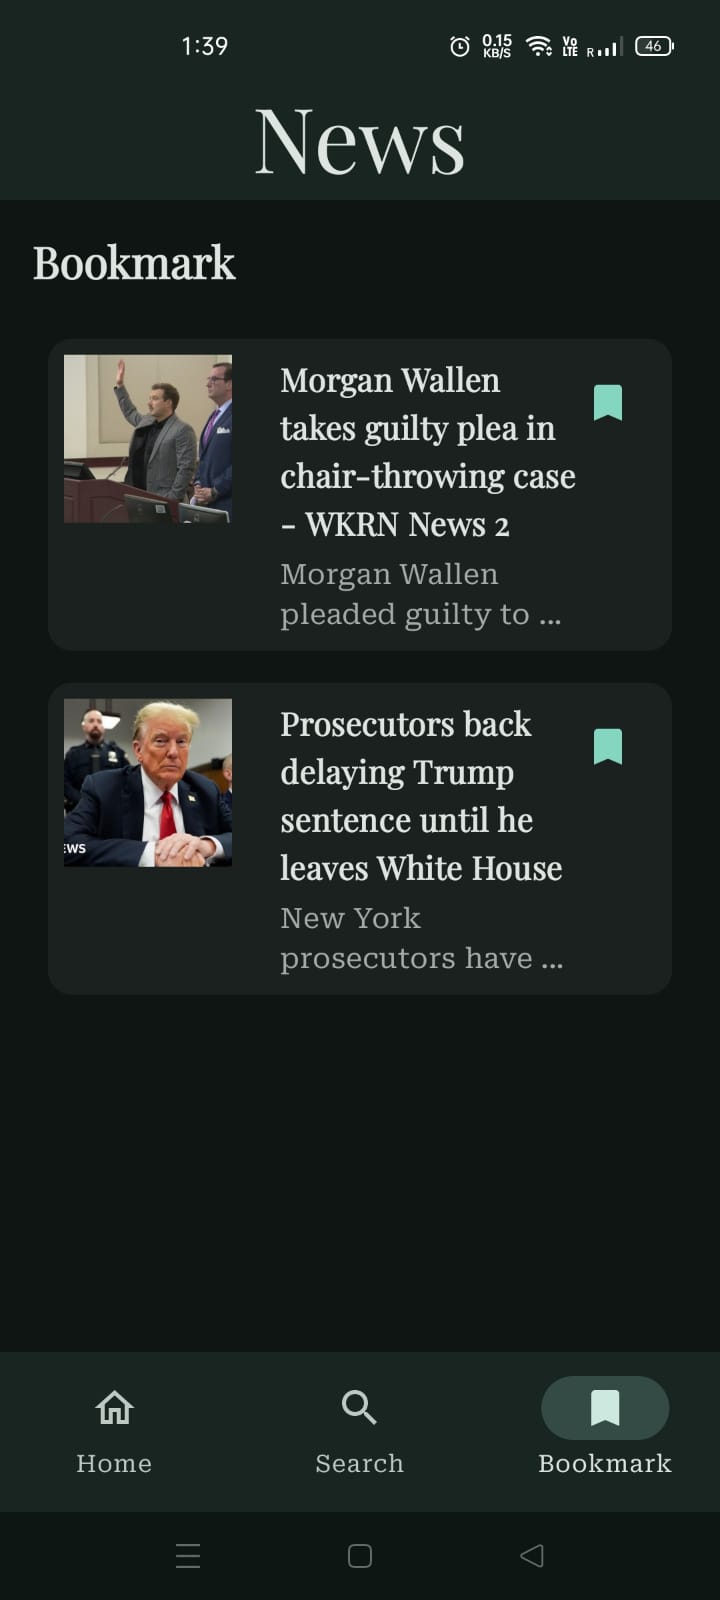 1:39
0.15
KB/S
Vo
LTE
R
46
News
Bookmark
Morgan Wallen
takes guilty plea in
chair-throwing case
- WKRN News 2
Morgan Wallen
pleaded guilty to ...
EWS
Prosecutors back
delaying Trump
sentence until he
leaves White House
New York
prosecutors have ...
Home
Search
Bookmark